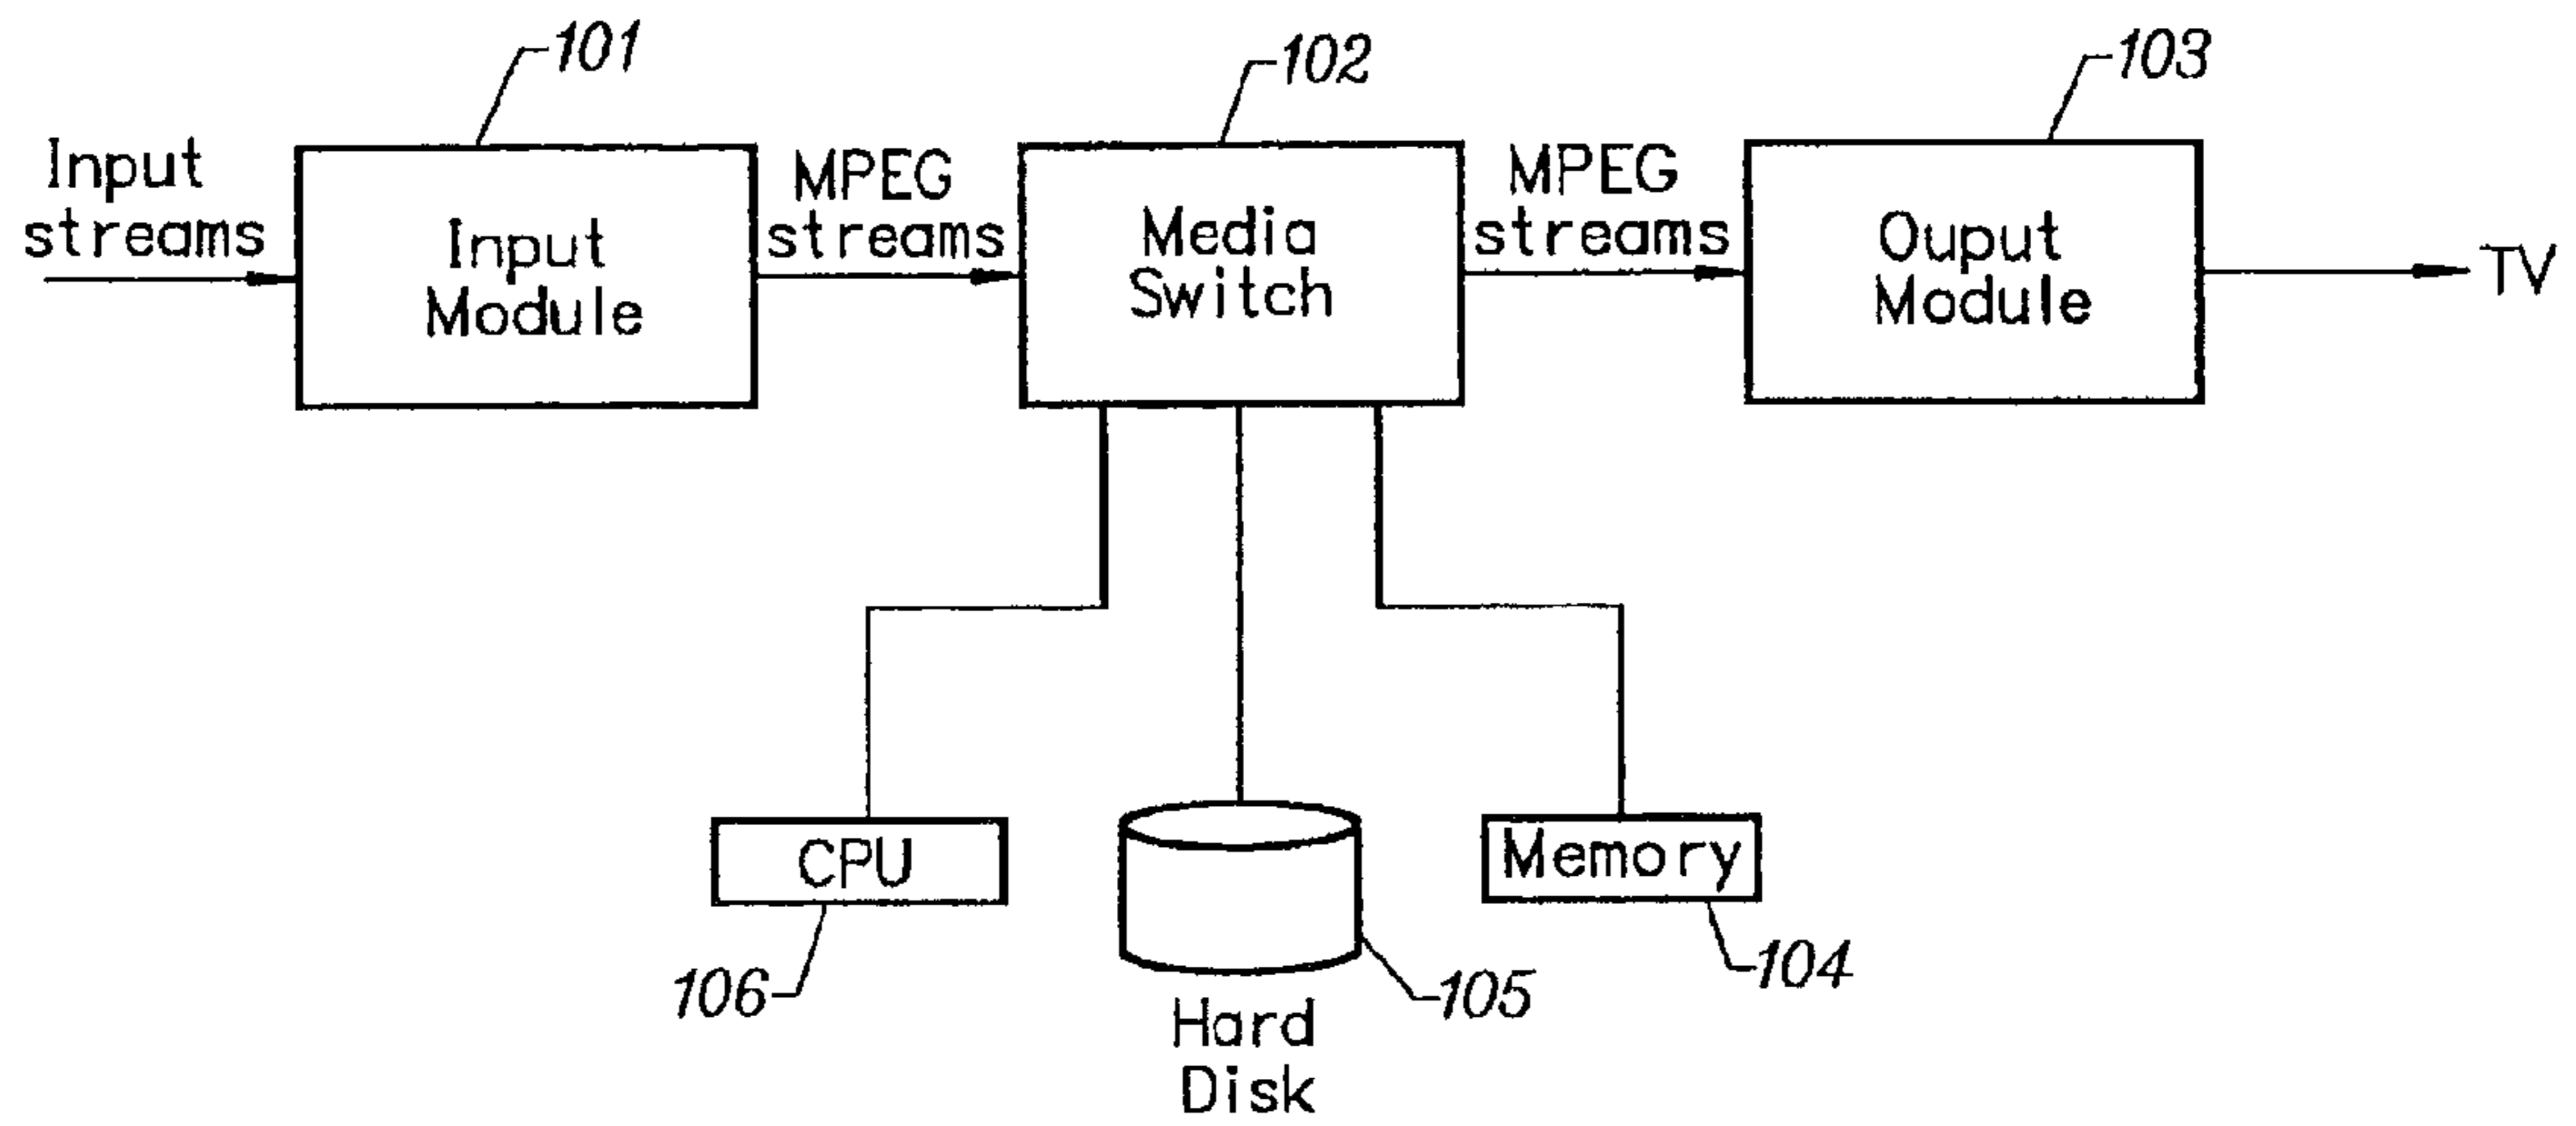 101
102
103
Input
streams
Input
Module
MPEG
streams
Media
Switch
MPEG
streams
Ouput
Module
TV
CPU
106
Hard
Disk
105
Memory
104